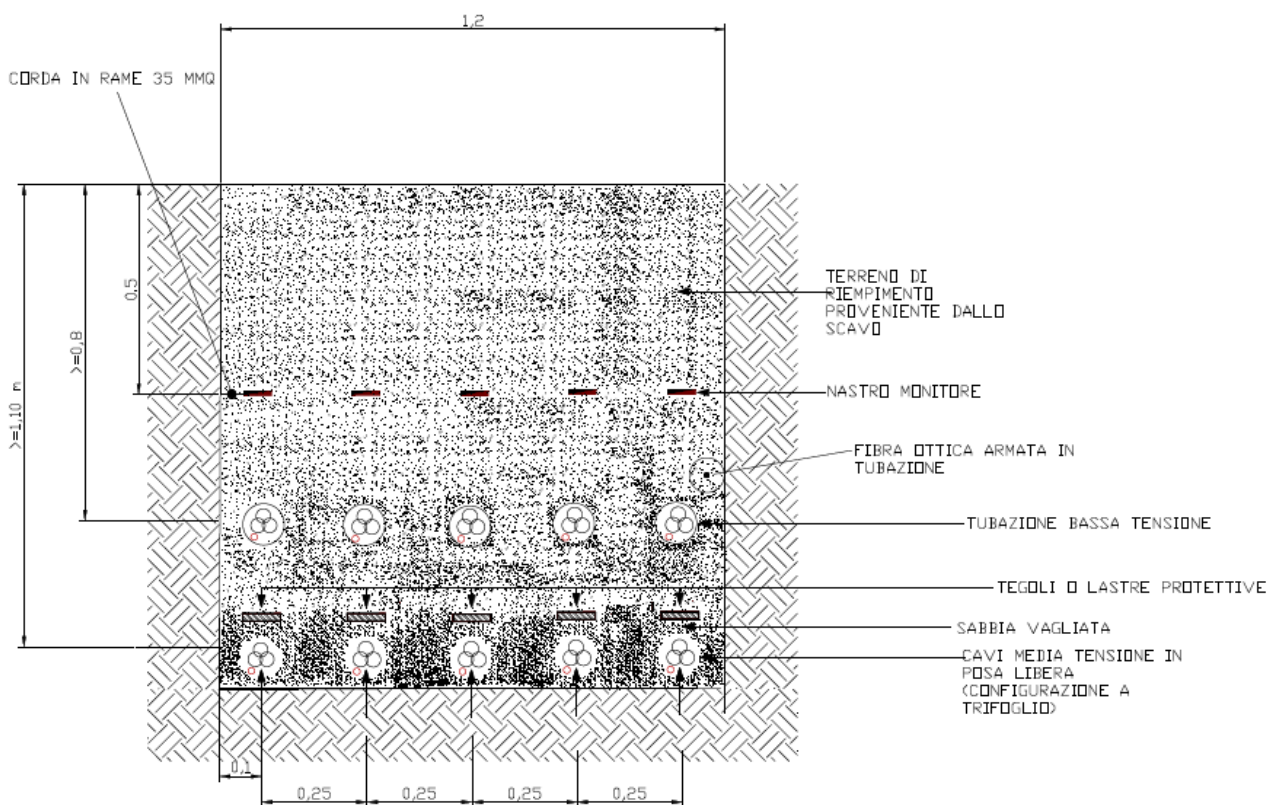 1,2
CORDA IN RAME 35 MMQ
0,5
>=0,8
>=1,10 m
TERRENO DI
RIEMPIMENTO
PROVENIENTE DALLO
SCAVO
NASTRO MONITORE
FIBRA OTTICA ARMATA IN
TUBAZIONE
TUBAZIONE BASSA TENSIONE
TEGOLI O LASTRE PROTETTIVE
SABBIA VAGLIATA
CAVI MEDIA TENSIONE IN
POSA LIBERA
(CONFIGURAZIONE A
TRIFOGLIO)
0,1
0,25
0,25
0,25
0,25